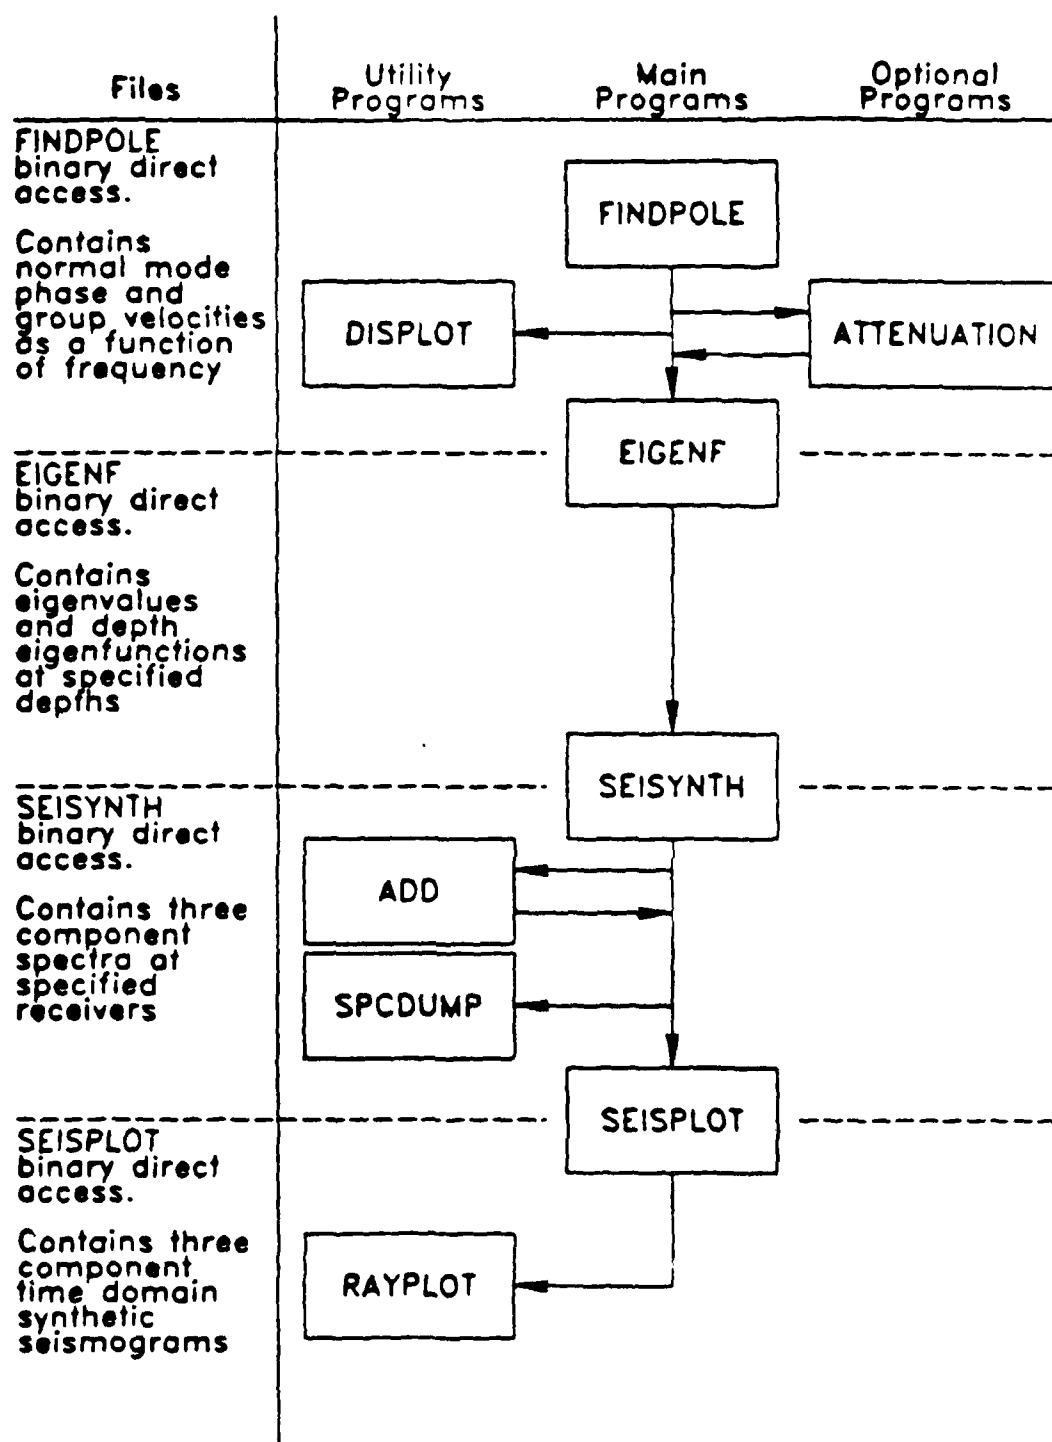 Files
Utility
Programs
Main
Programs
Optional
Programs
FINDPOLE
binary direct
access.
Contains
normal mode
phase and
group velocities
as a function
of frequency
FINDPOLE
DISPLOT
ATTENUATION
EIGENF
EIGENF
binary direct
access.
Contains
eigenvalues
and depth
eigenfunctions
at specified
depths
SEISYNTH
SEISYNTH
binary direct
access.
Contains three
component
spectra at
specified
receivers
ADD
SPCDUMP
SEISPLOT
SEISPLOT
binary direct
access.
Contains three
component
time domain
synthetic
seismograms
RAYPLOT